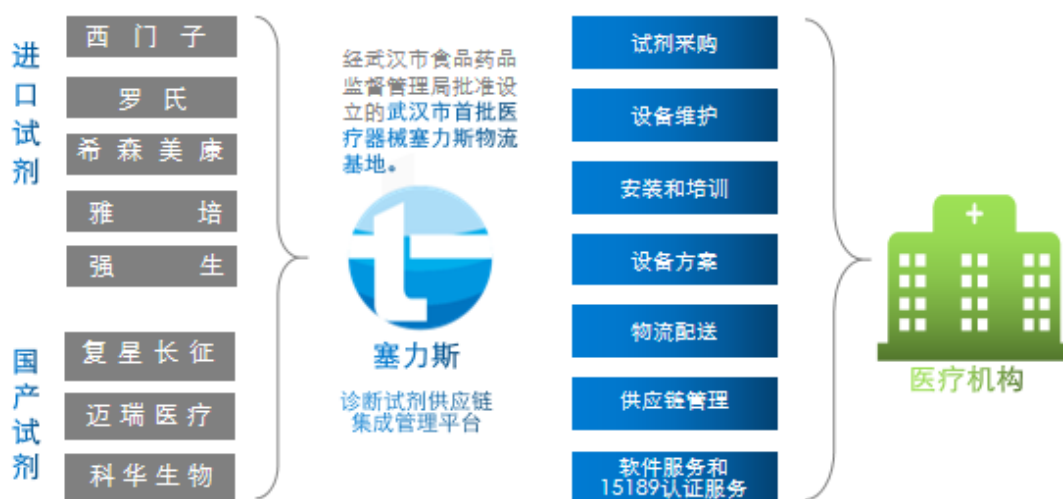 进
口
试
剂
西门子
罗氏
希森美康
雅培
强生
国
产
试
剂
复星长征
迈瑞医疗
科华生物
经武汉市食品药品
监督管理局批准设
立的武汉市首批医
疗器械塞力斯物流
基地。
塞力斯
诊断试剂供应链
集成管理平台
试剂采购
设备维护
安装和培训
设备方案
物流配送
供应链管理
软件服务和
15189认证服务
医疗机构